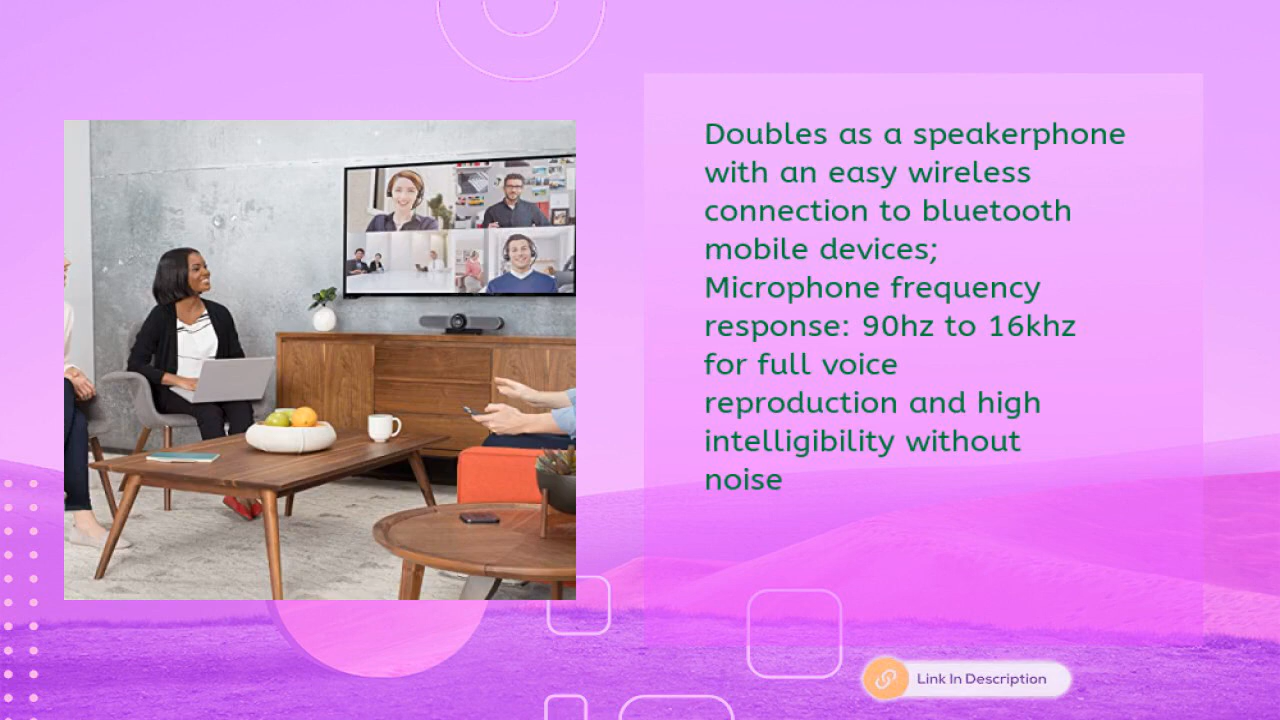 Doubles as a speakerphone
with an easy wireless
connection to bluetooth
mobile devices;
Microphone frequency
response: 90hz to 16khz
for full voice
reproduction and high
intelligibility without
noise
Link In Description